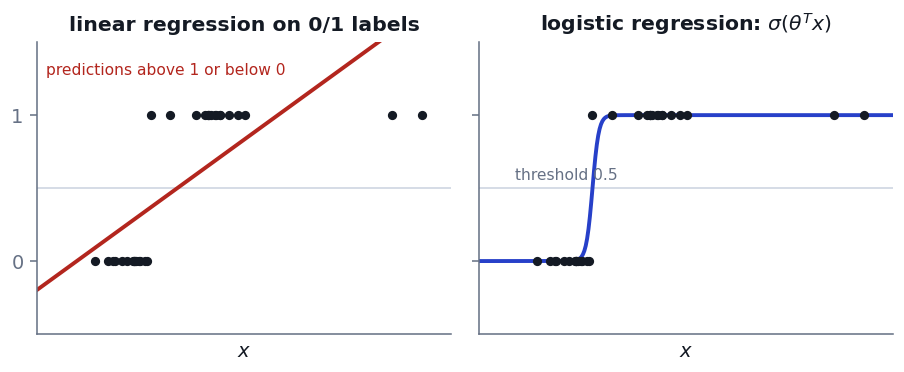 linear regression on 0/1 labels
predictions above 1 or below 0
1
0
x
logistic regression: σ(θᵀx)
threshold 0.5
x